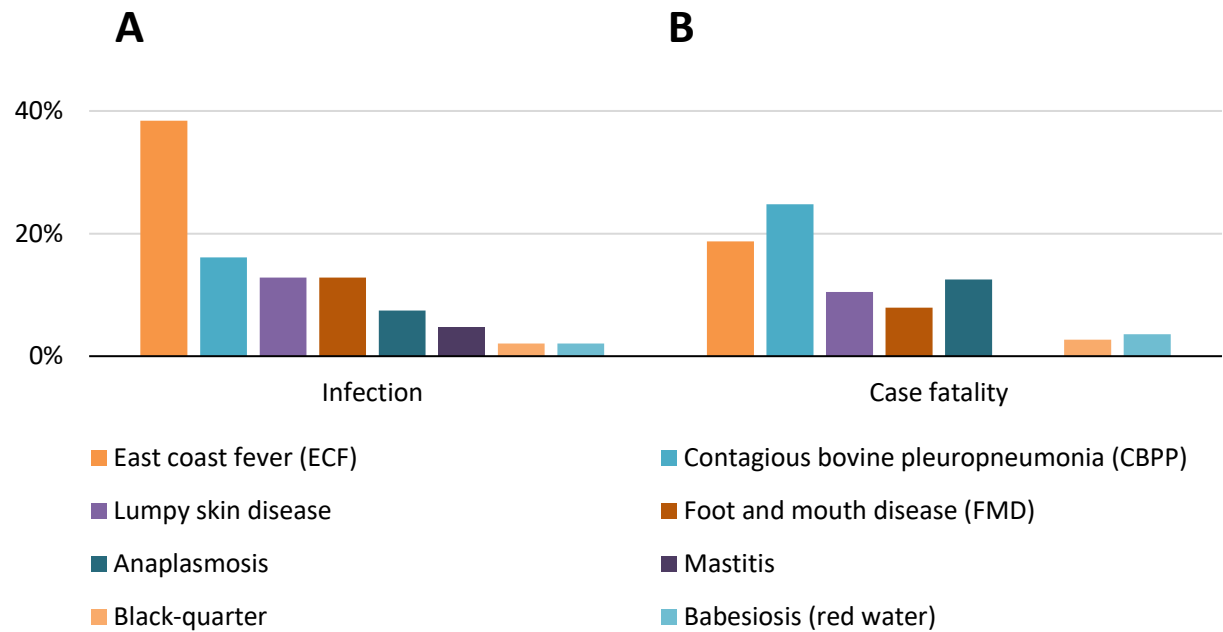 A B
40%
20%
0%
Infection Case fatality
East coast fever (ECF) Contagious bovine pleuropneumonia (CBPP)
Lumpy skin disease Foot and mouth disease (FMD)
Anaplasmosis Mastitis
Black-quarter Babesiosis (red water)